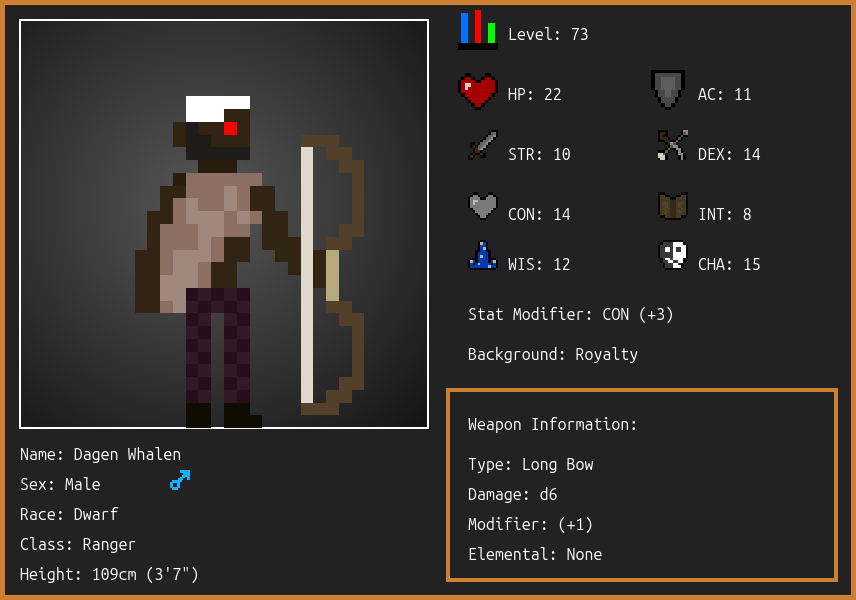 Level: 73
HP: 22
AC: 11
STR: 10
DEX: 14
CON: 14
INT: 8
WIS: 12
CHA: 15
Stat Modifier: CON (+3)
Background: Royalty
Weapon Information:
Type: Long Bow
Damage: d6
Modifier: (+1)
Elemental: None
Name: Dagen Whalen
Sex: Male
Race: Dwarf
Class: Ranger
Height: 109cm (3'7")